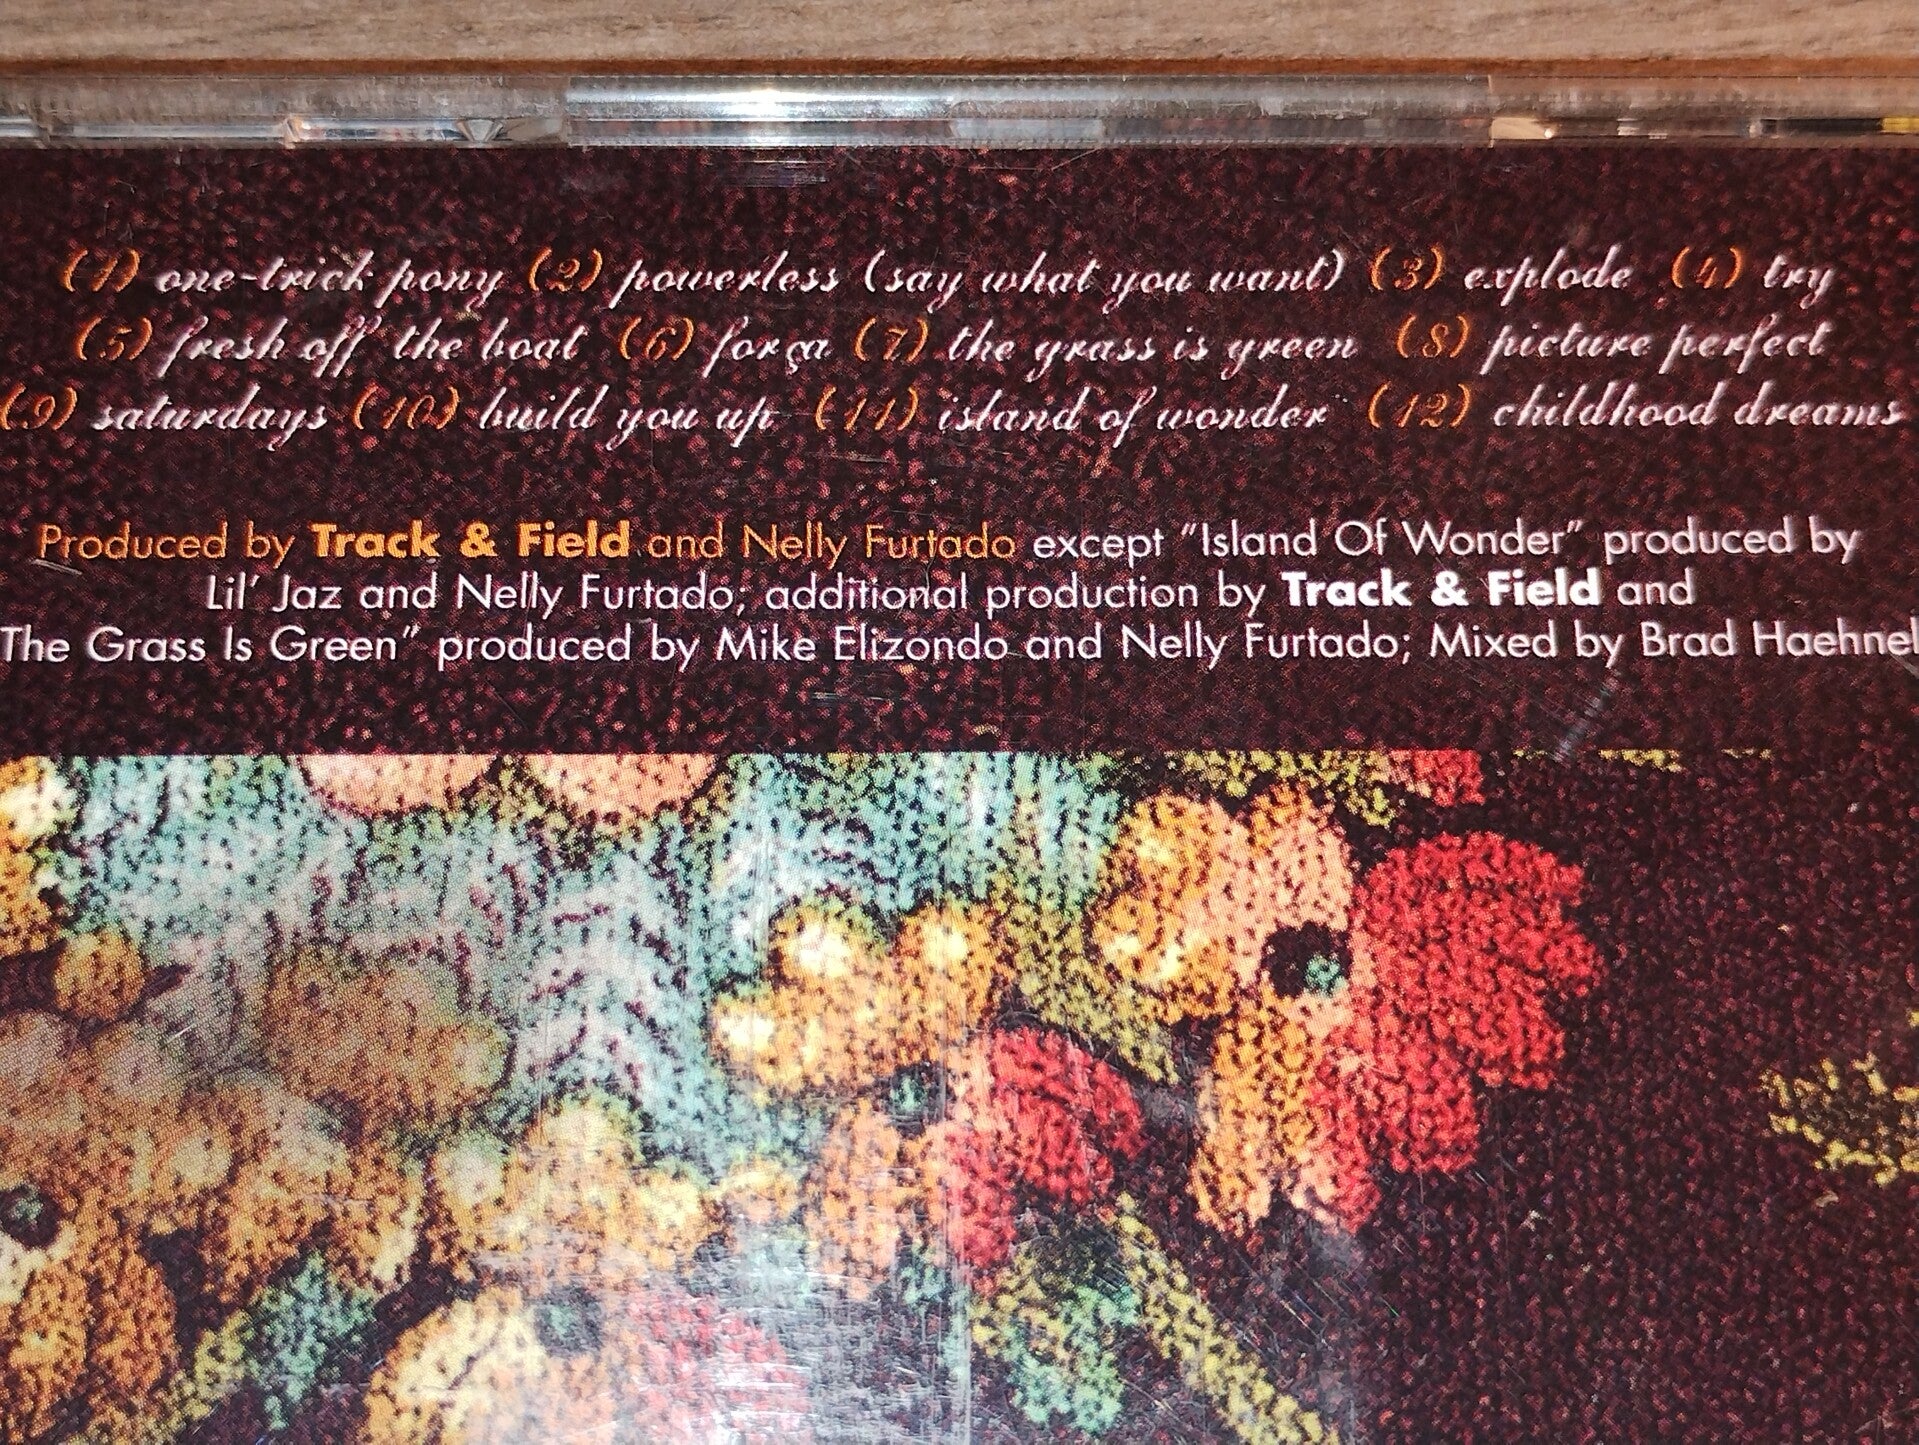 (1) one-trick pony (2) powerless (say what you want) (3) explode (4) try
(5) fresh off the boat (6) força (7) the grass is green (8) picture perfect
(9) saturdays (10) build you up (11) island of wonder (12) childhood dreams
Produced by Track & Field and Nelly Furtado except "Island Of Wonder" produced by
Lil' Jaz and Nelly Furtado; additional production by Track & Field and
The Grass Is Green" produced by Mike Elizondo and Nelly Furtado; Mixed by Brad Haehnel